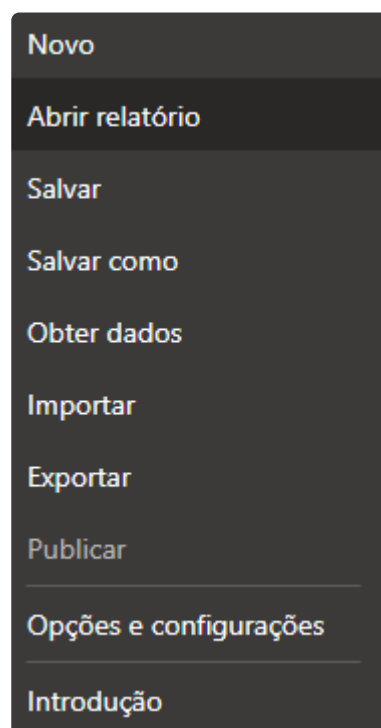 Novo
Abrir relatório
Salvar
Salvar como
Obter dados
Importar
Exportar
Publicar
Opções e configurações
Introdução